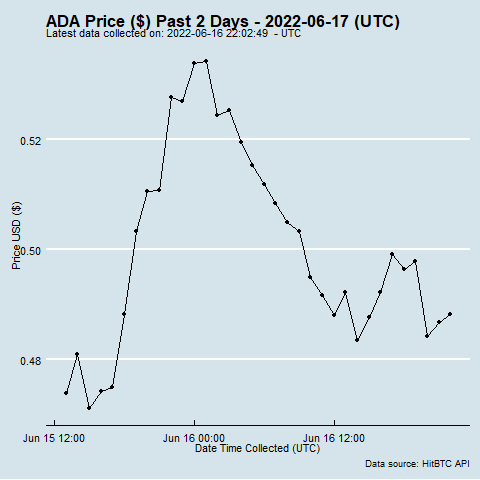 ADA Price ($) Past 2 Days - 2022-06-17 (UTC)
Latest data collected on: 2022-06-16 22:02:49  - UTC
0.52
0.50
0.48
Price USD ($)
Jun 15 12:00
Jun 16 00:00
Jun 16 12:00
Date Time Collected (UTC)
Data source: HitBTC API